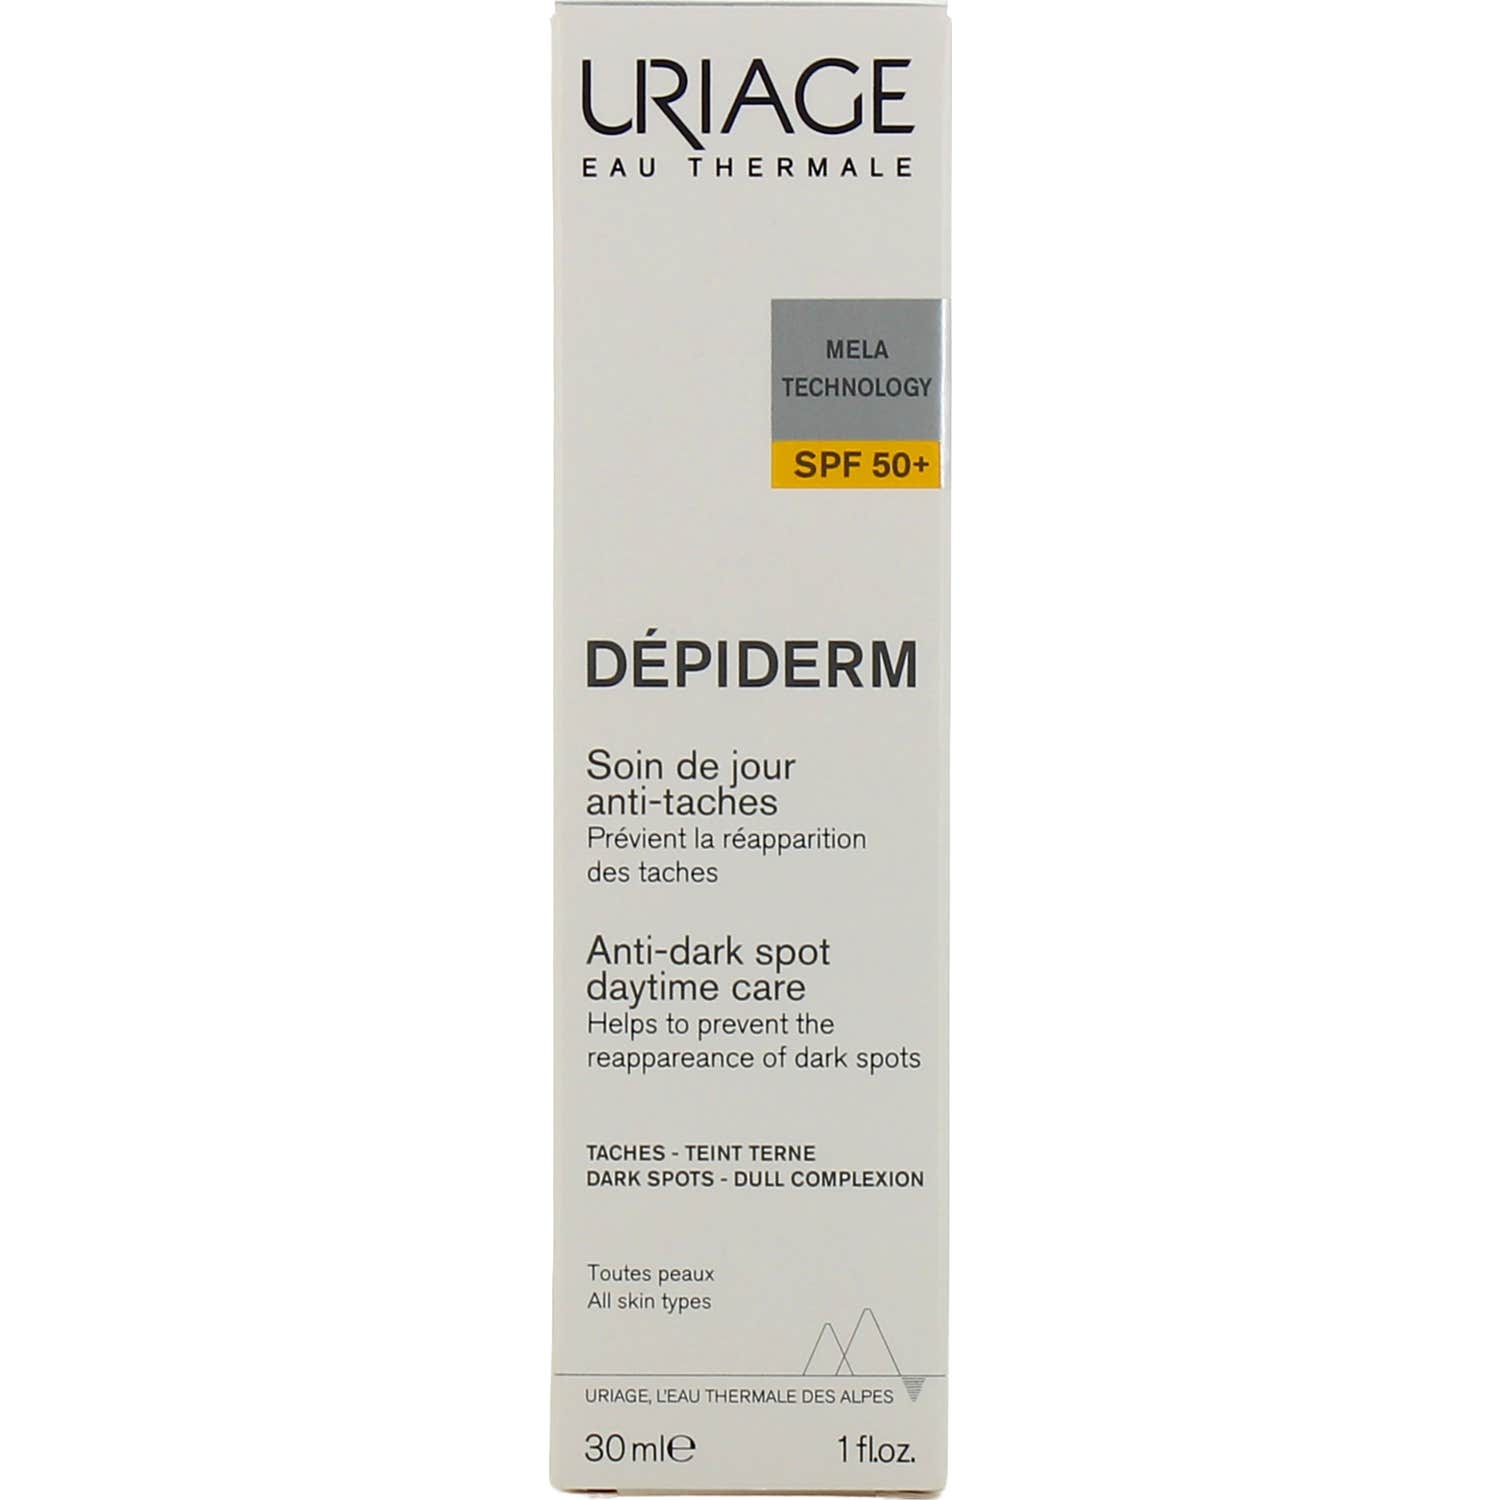 URIAGE
EAU THERMALE
MELA
TECHNOLOGY
SPF 50+
DÉPIDERM
Soin de jour
anti-taches
Prévient la réapparition
des taches
Anti-dark spot
daytime care
Helps to prevent the
reappareance of dark spots
TACHES - TEINT TERNE
DARK SPOTS - DULL COMPLEXION
Toutes peaux
All skin types
URIAGE, L'EAU THERMALE DES ALPES
30 ml℮ 1 fl.oz.